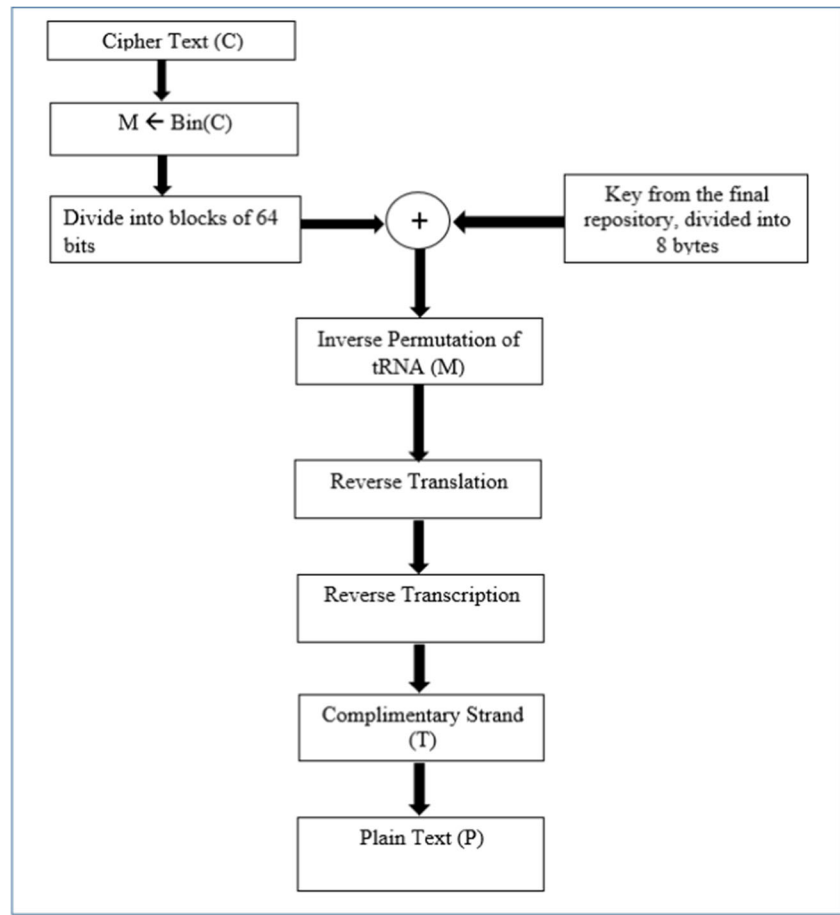 Cipher Text (C)
M ← Bin(C)
Divide into blocks of 64
bits
+
Key from the final
repository, divided into
8 bytes
Inverse Permutation of
tRNA (M)
Reverse Translation
Reverse Transcription
Complimentary Strand
(T)
Plain Text (P)